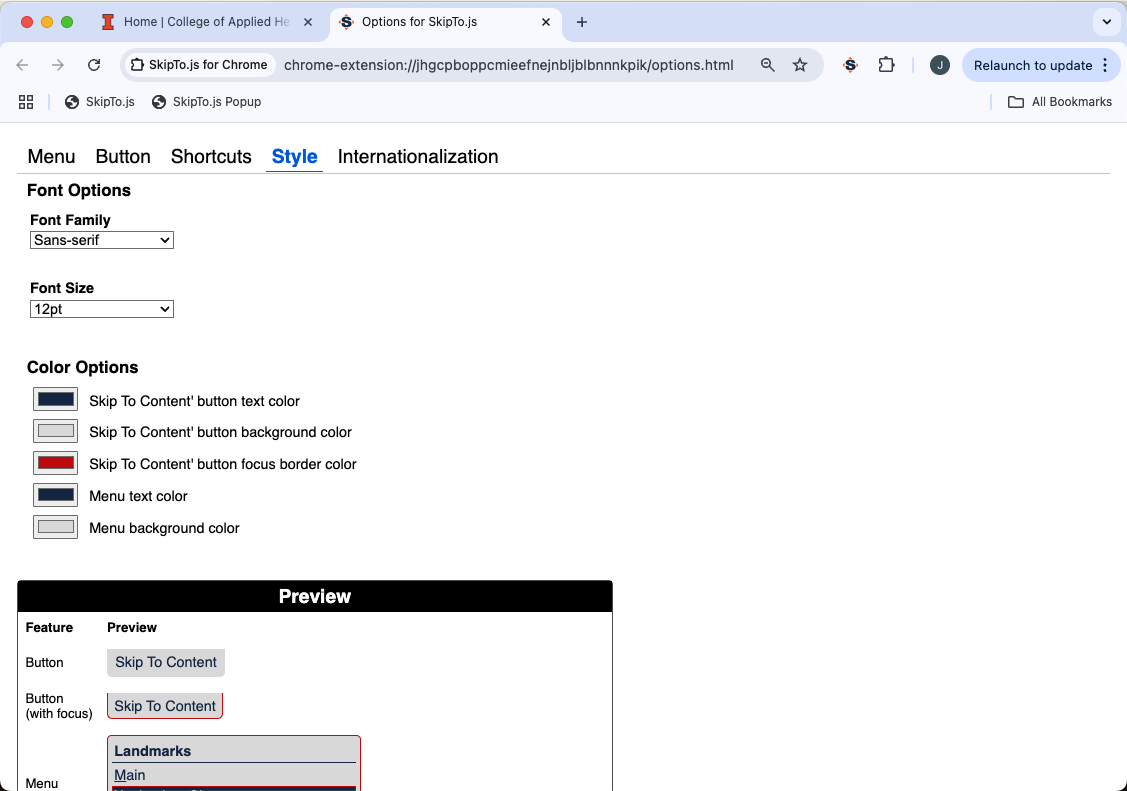 Home | College of Applied He
Options for SkipTo.js
SkipTo.js for Chrome
chrome-extension://jhgcpboppcmieefnejnbljblbnnnkpik/options.html
J
Relaunch to update
SkipTo.js
SkipTo.js Popup
All Bookmarks
Menu Button Shortcuts Style Internationalization
Font Options
Font Family
Sans-serif
Font Size
12pt
Color Options
Skip To Content' button text color
Skip To Content' button background color
Skip To Content' button focus border color
Menu text color
Menu background color
Preview
Feature Preview
Button Skip To Content
Button
(with focus)
Skip To Content
Landmarks
Main
Menu